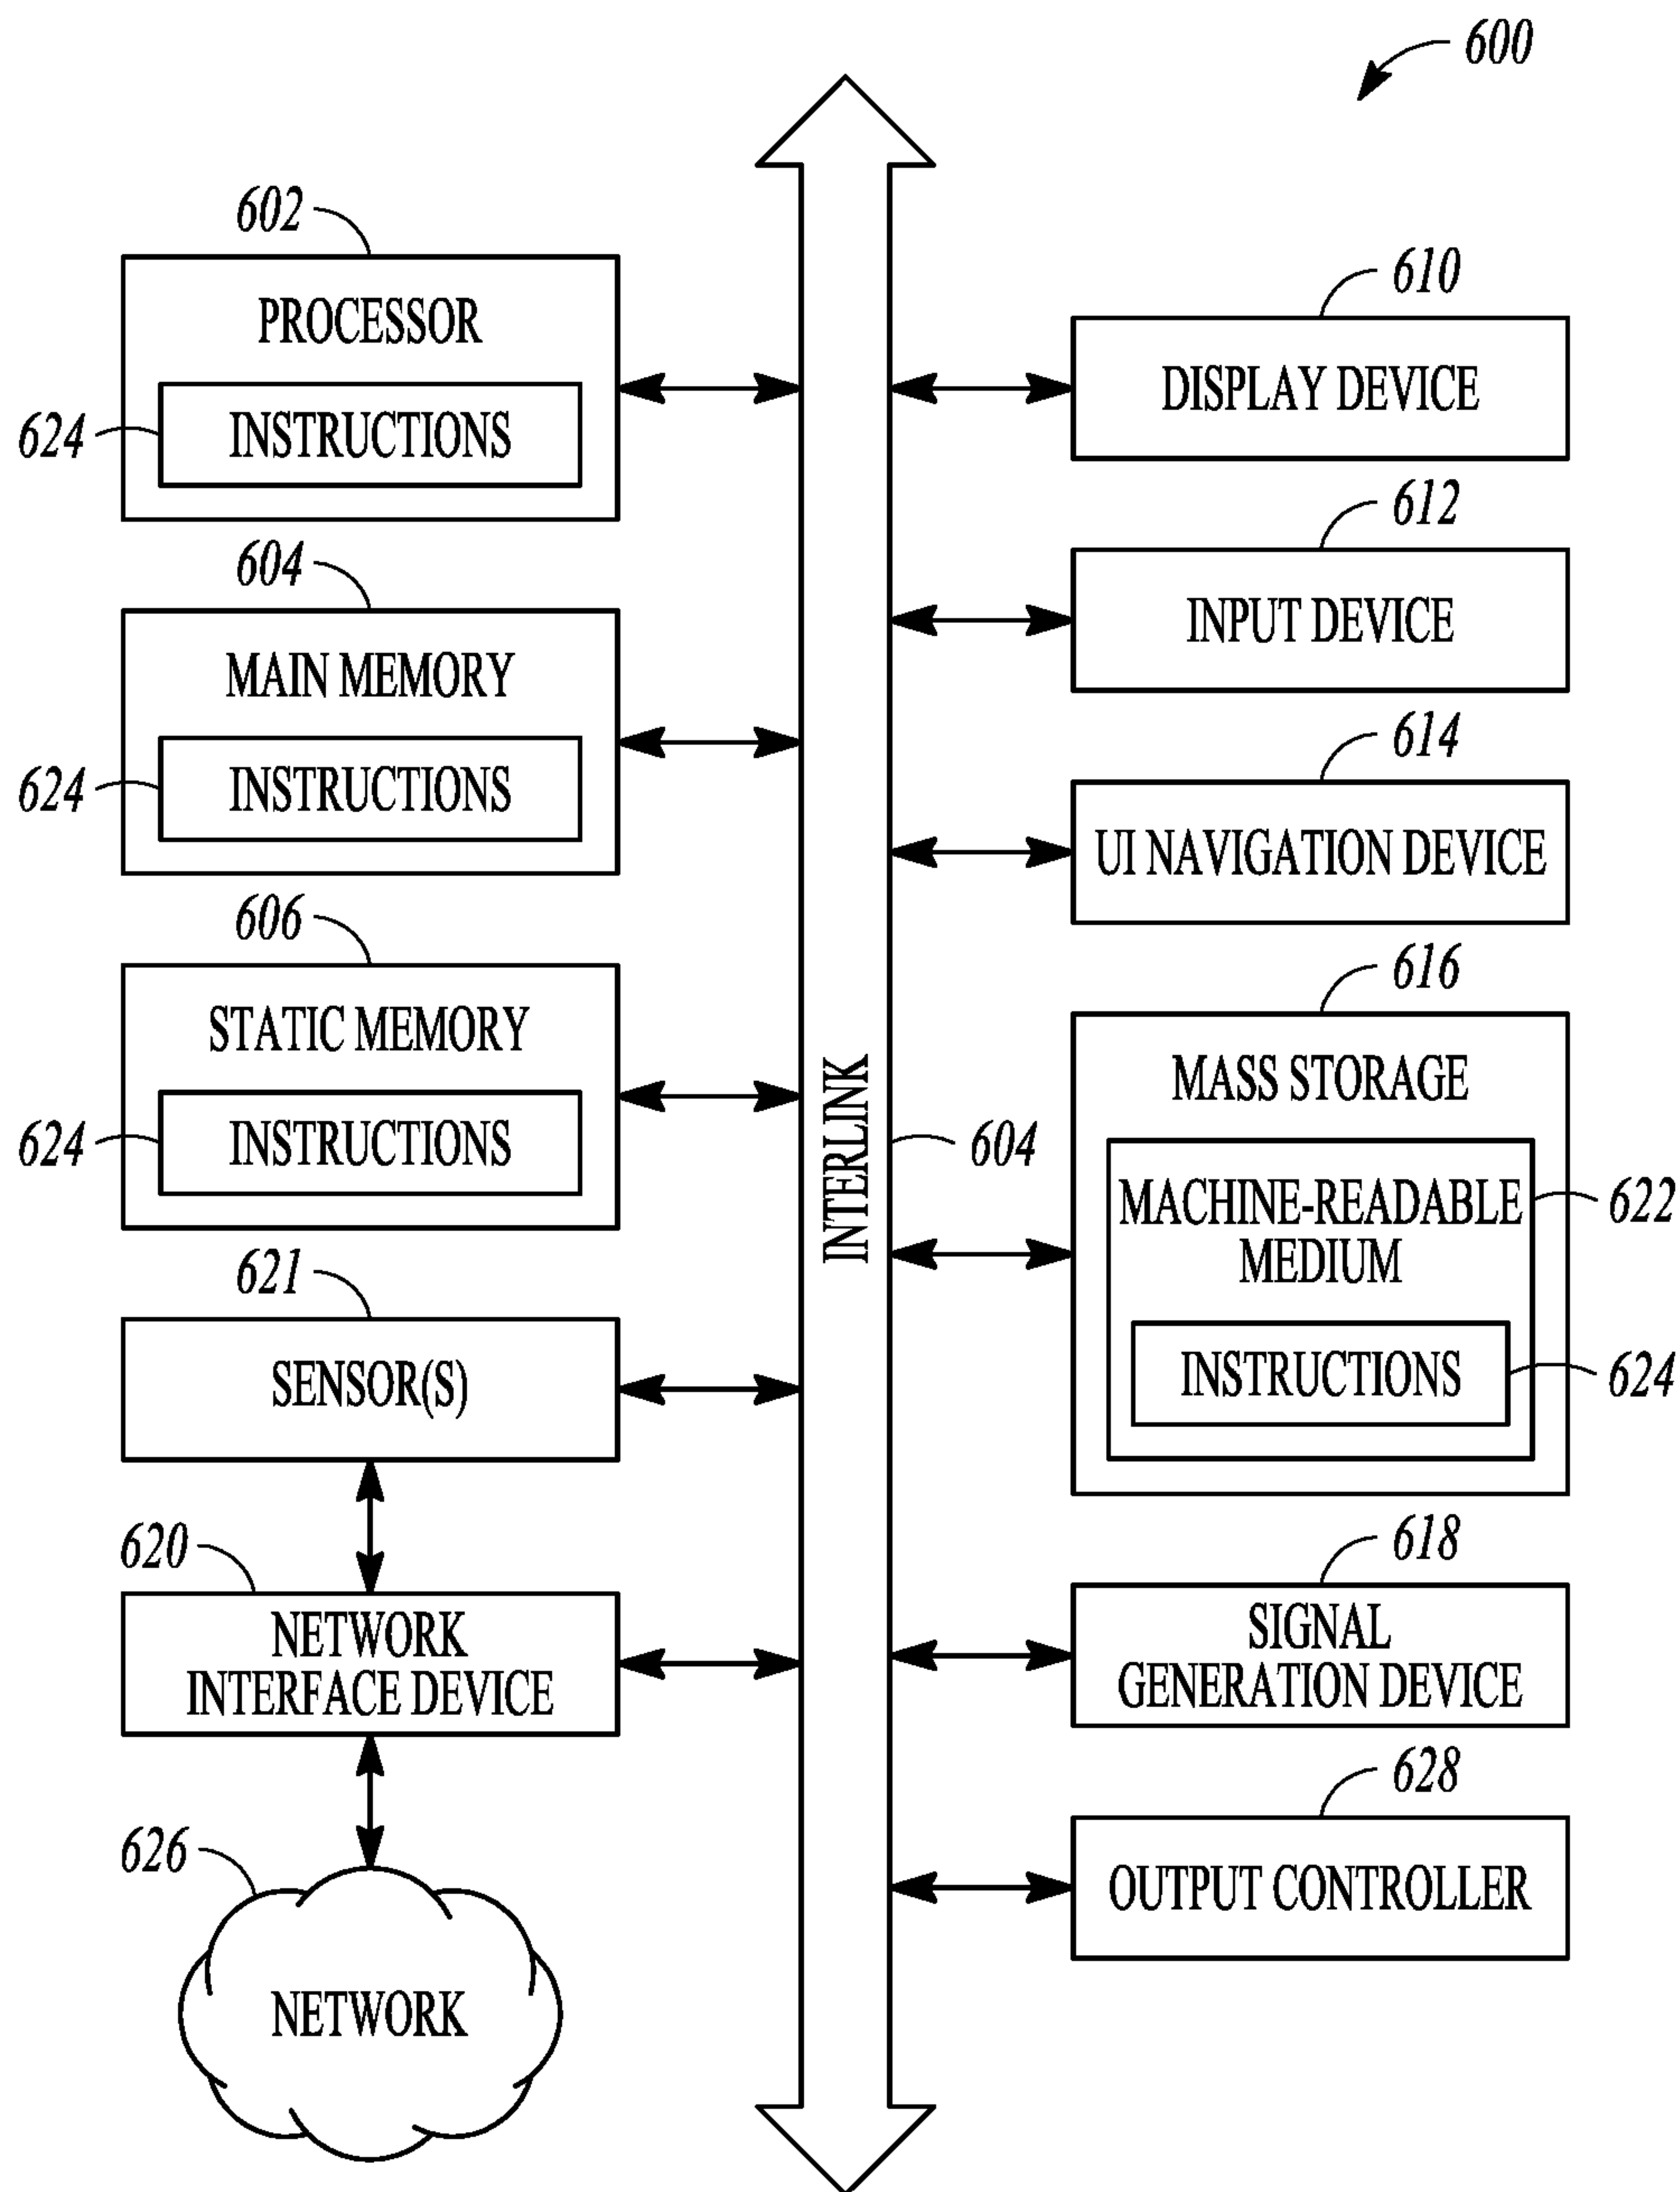 600
602
PROCESSOR
624
INSTRUCTIONS
604
MAIN MEMORY
624
INSTRUCTIONS
606
STATIC MEMORY
624
INSTRUCTIONS
621
SENSOR(S)
620
NETWORK
INTERFACE DEVICE
626
NETWORK
INTERLINK
604
610
DISPLAY DEVICE
612
INPUT DEVICE
614
UI NAVIGATION DEVICE
616
MASS STORAGE
MACHINE-READABLE
MEDIUM
622
INSTRUCTIONS
624
618
SIGNAL
GENERATION DEVICE
628
OUTPUT CONTROLLER